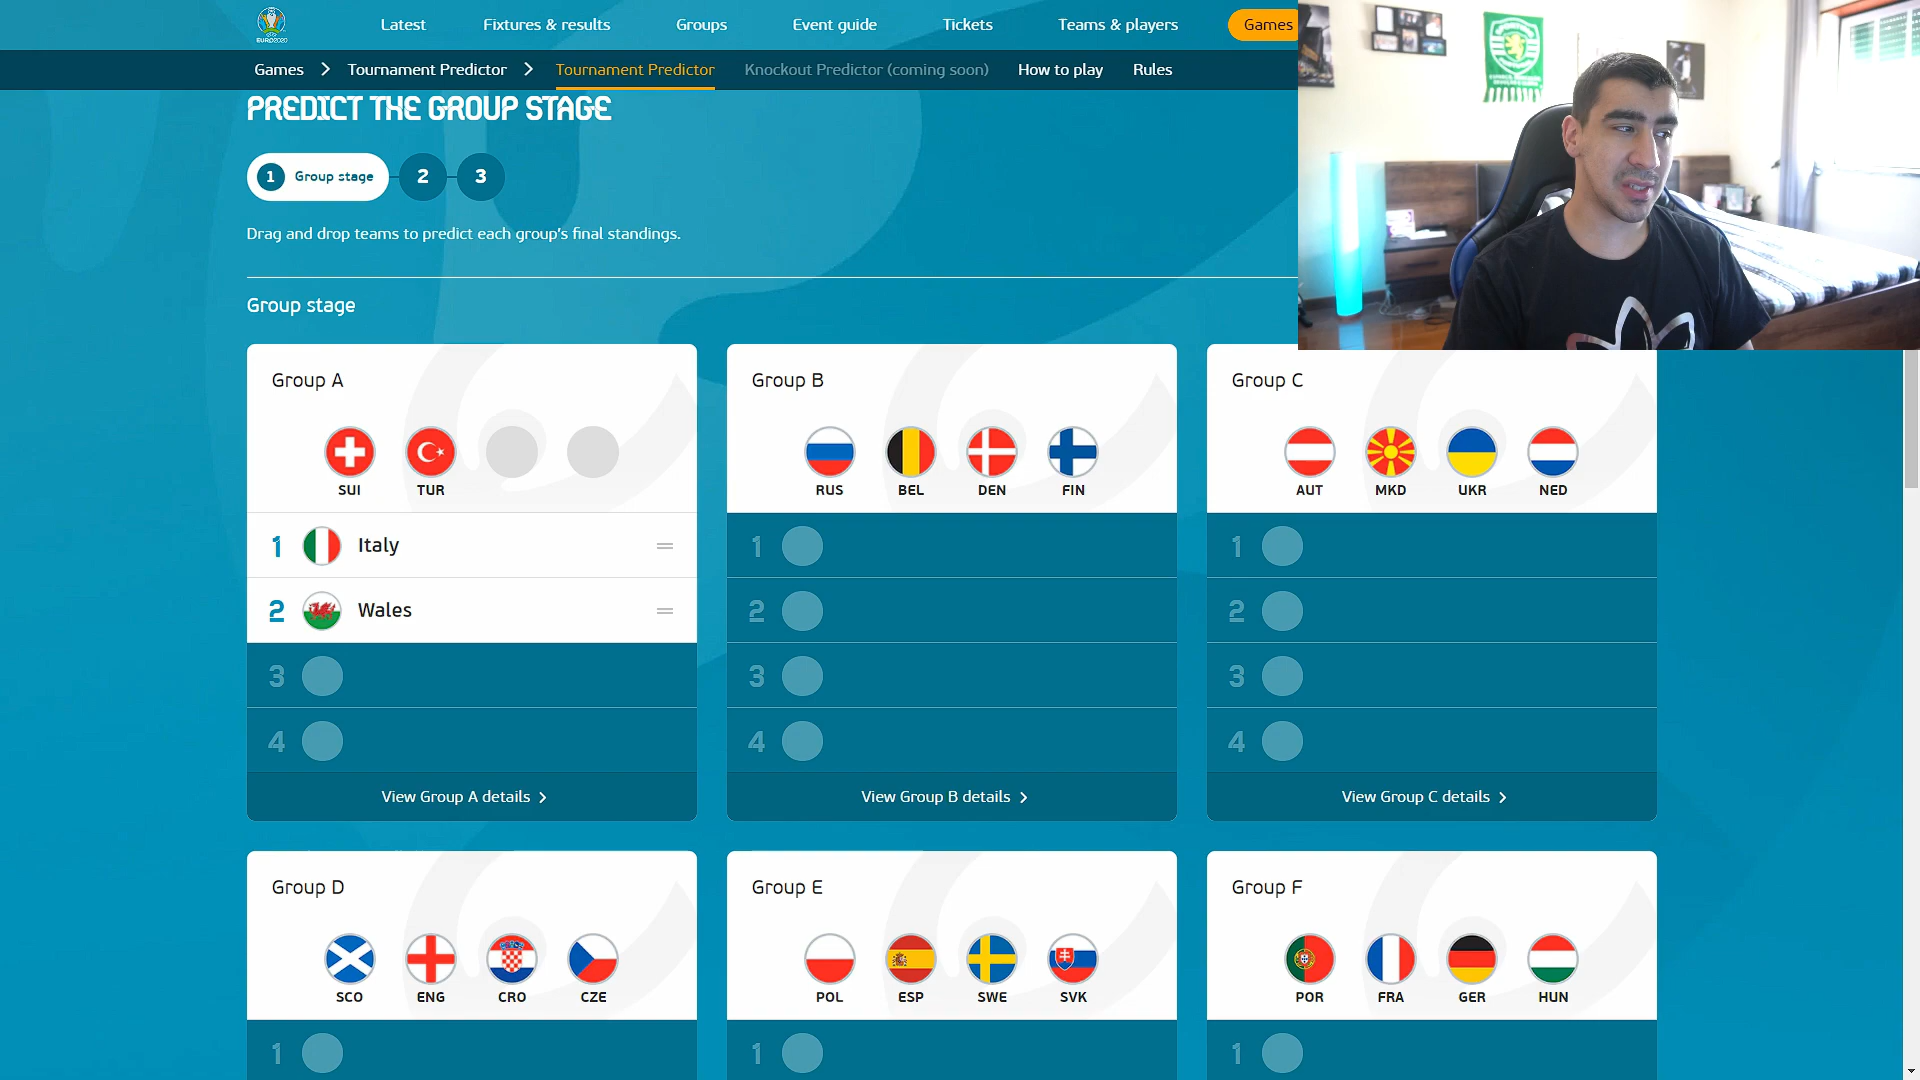 EURO2020
Latest
Fixtures & results
Groups
Event guide
Tickets
Teams & players
Games
Games
Tournament Predictor
Tournament Predictor
Knockout Predictor (coming soon)
How to play
Rules
PREDICT THE GROUP STAGE
1 Group stage
2
3
Drag and drop teams to predict each group's final standings.
Group stage
Group A
SUI TUR
1 Italy
2 Wales
3
4
View Group A details
Group B
RUS BEL DEN FIN
1
2
3
4
View Group B details
Group C
AUT MKD UKR NED
1
2
3
4
View Group C details
Group D
SCO ENG CRO CZE
1
Group E
POL ESP SWE SVK
1
Group F
POR FRA GER HUN
1